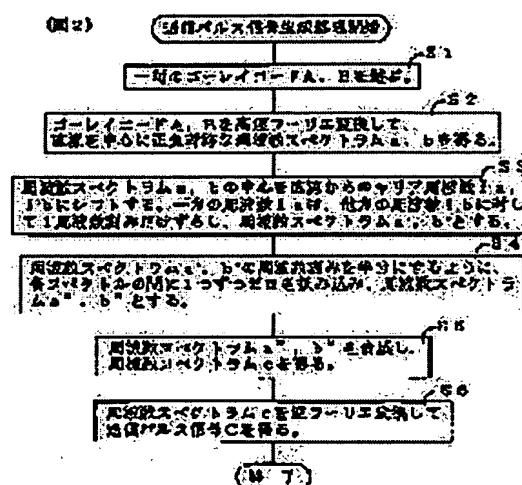 (図2)
送信パルス信号生成処理開始
S1
一対のゴーレイコードA、Bを選ぶ。
S2
ゴーレイコードA、Bを高速フーリエ変換して
直流を中心に正負対称な周波数スペクトラムa、bを得る。
S3
周波数スペクトラムa、bの中心を直流からキャリア周波数fa、
fbにシフトする。一方の周波数faは、他方の周波数fbに対し
て1周波数刻みだけずらし、周波数スペクトラムa'、b'とする。
S4
周波数スペクトラムa'、b'の周波数刻みを半分にするように、
各スペクトルの間に1つずつゼロを挟み込み、周波数スペクトラ
ムa"、b"とする。
S5
周波数スペクトラムa"、b"を合成し、
周波数スペクトラムcを得る。
S6
周波数スペクトラムcを逆フーリエ変換して
送信パルス信号Cを得る。
終 了